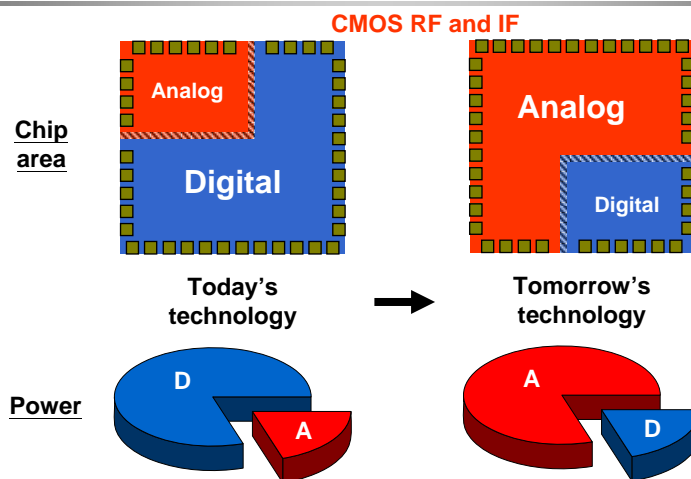 CMOS RF and IF
Analog
Digital
Analog
Digital
Chip
area
Today's
technology
Tomorrow's
technology
Power
D
A
A
D